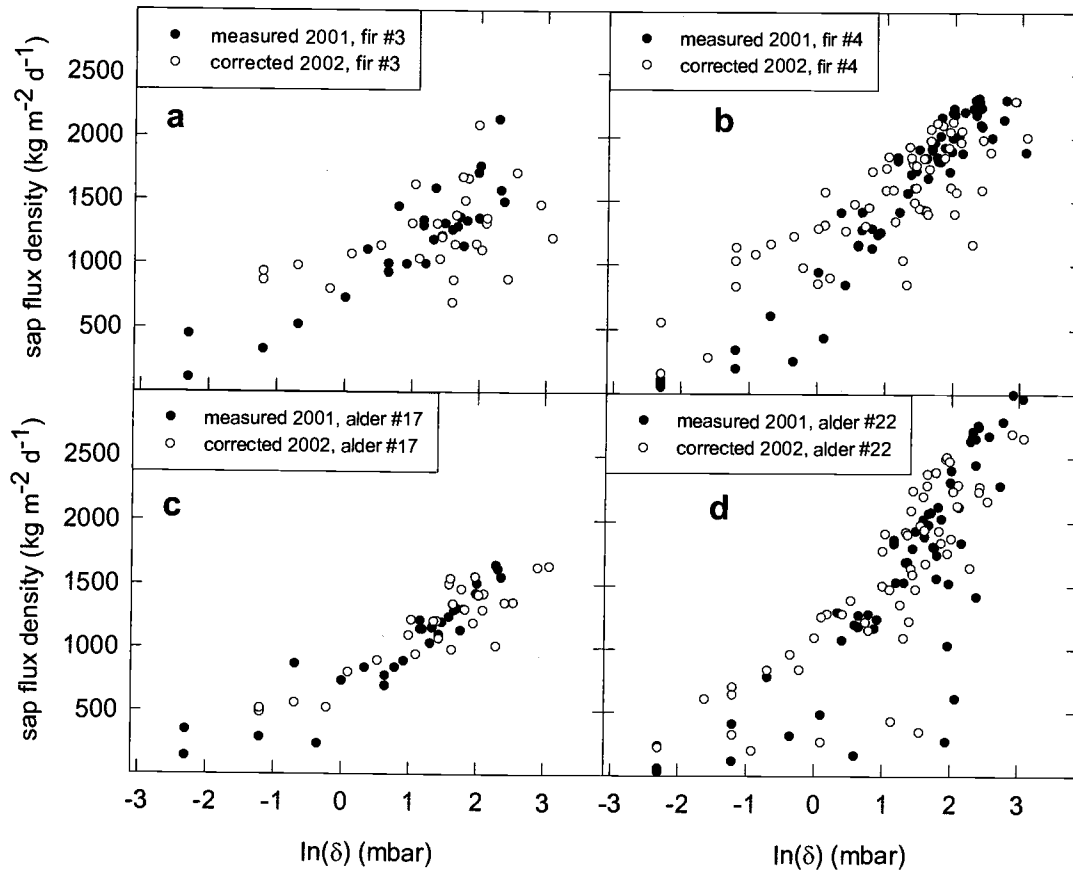 measured 2001, fir #3
corrected 2002, fir #3
a
measured 2001, fir #4
corrected 2002, fir #4
b
sap flux density (kg m⁻² d⁻¹)
2500
2000
1500
1000
500
measured 2001, alder #17
corrected 2002, alder #17
c
measured 2001, alder #22
corrected 2002, alder #22
d
sap flux density (kg m⁻² d⁻¹)
2500
2000
1500
1000
500
-3 -2 -1 0 1 2 3
-2 -1 0 1 2 3
ln(δ) (mbar)
ln(δ) (mbar)